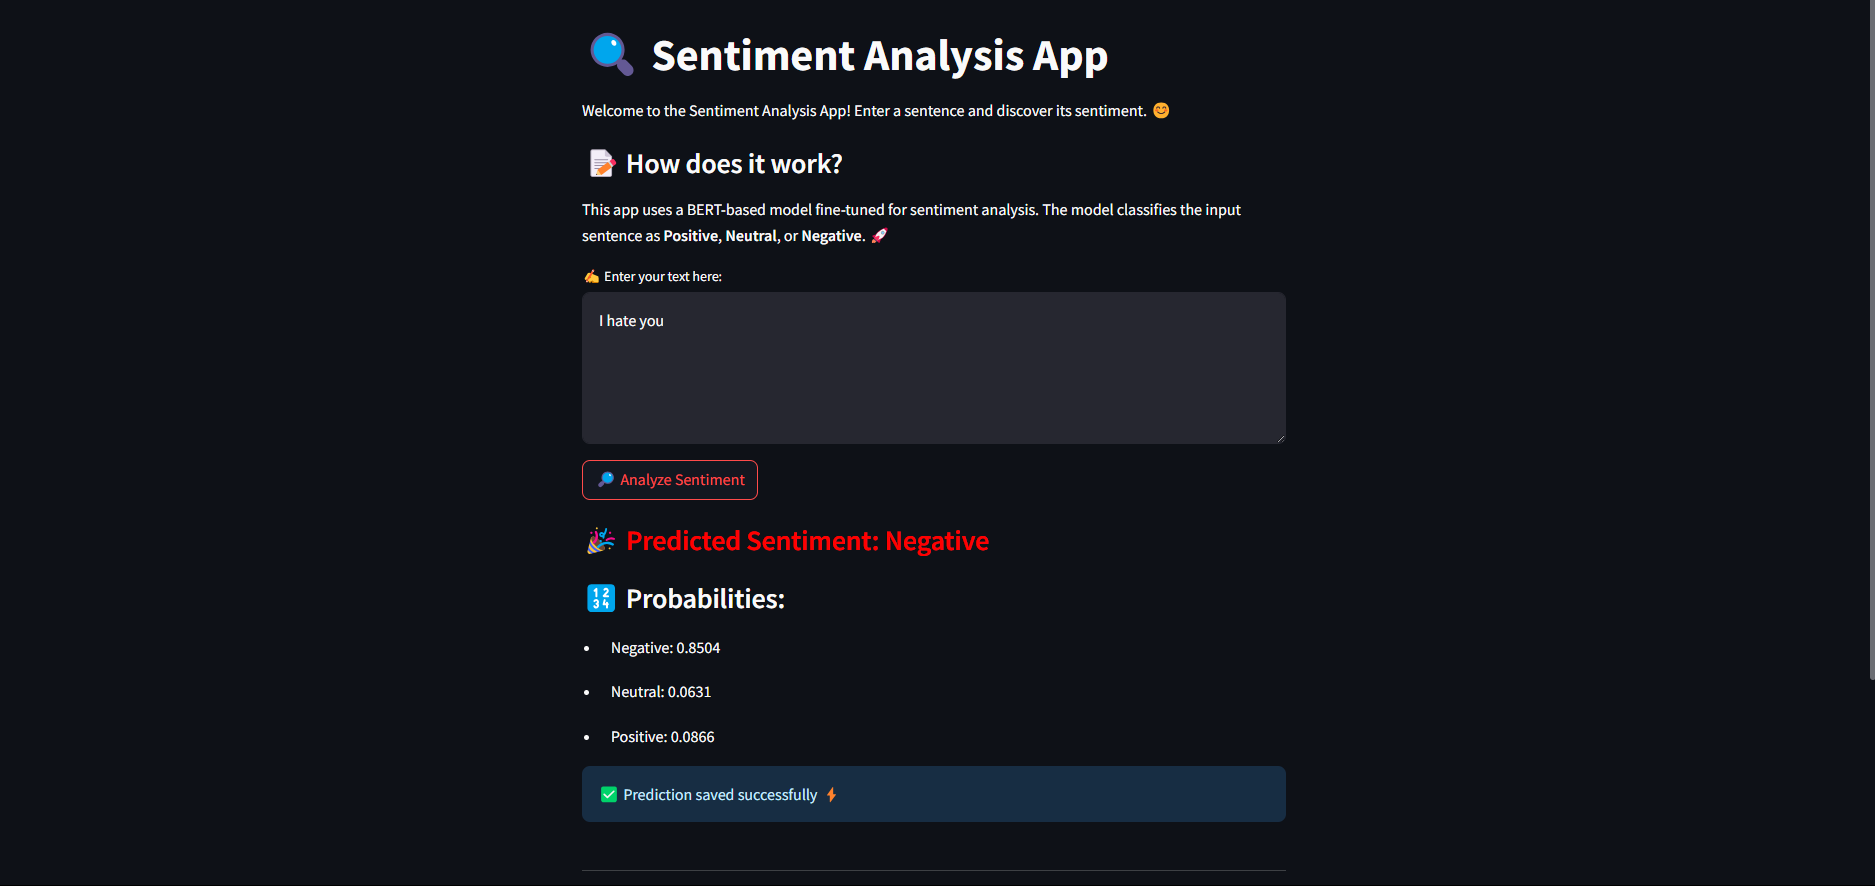 🔍 Sentiment Analysis App
Welcome to the Sentiment Analysis App! Enter a sentence and discover its sentiment. 😊
📝 How does it work?
This app uses a BERT-based model fine-tuned for sentiment analysis. The model classifies the input
sentence as Positive, Neutral, or Negative. 🚀
✍️ Enter your text here:
I hate you
🔎 Analyze Sentiment
🎉 Predicted Sentiment: Negative
🔢 Probabilities:
• Negative: 0.8504
• Neutral: 0.0631
• Positive: 0.0866
✅ Prediction saved successfully ⚡